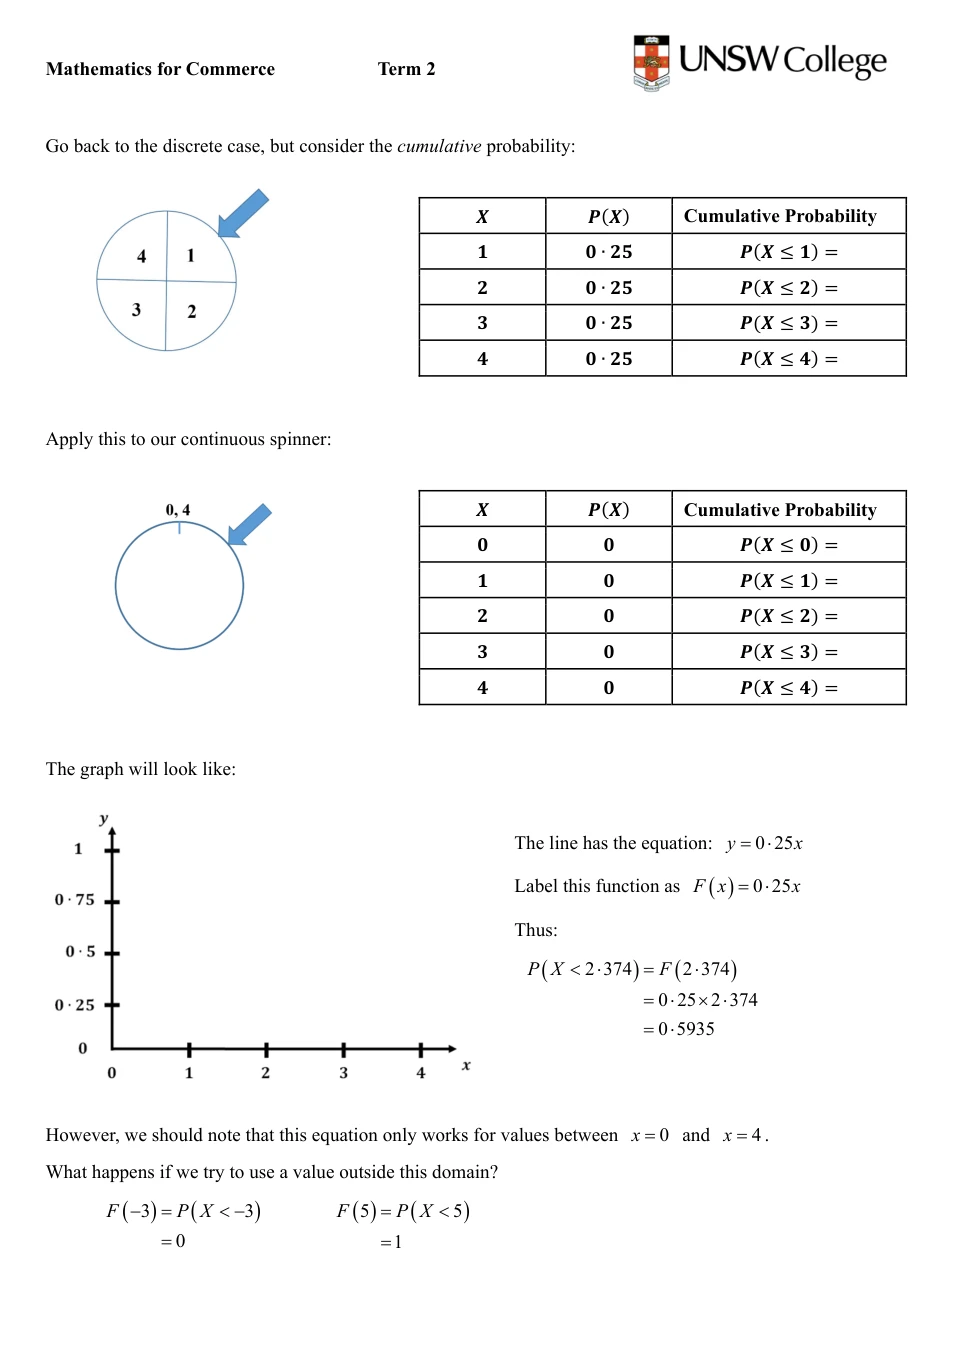 Mathematics for Commerce Term 2 UNSW College
Go back to the discrete case, but consider the cumulative probability:
4 1
3 2
X P(X) Cumulative Probability
1 0·25 P(X ≤ 1) =
2 0·25 P(X ≤ 2) =
3 0·25 P(X ≤ 3) =
4 0·25 P(X ≤ 4) =
Apply this to our continuous spinner:
0, 4
X P(X) Cumulative Probability
0 0 P(X ≤ 0) =
1 0 P(X ≤ 1) =
2 0 P(X ≤ 2) =
3 0 P(X ≤ 3) =
4 0 P(X ≤ 4) =
The graph will look like:
y
1
0·75
0·5
0·25
0
0 1 2 3 4 x
The line has the equation: y = 0·25x
Label this function as F(x) = 0·25x
Thus:
P(X < 2·374) = F(2·374)
= 0·25 × 2·374
= 0·5935
However, we should note that this equation only works for values between x = 0 and x = 4.
What happens if we try to use a value outside this domain?
F(−3) = P(X < −3) F(5) = P(X < 5)
= 0 = 1